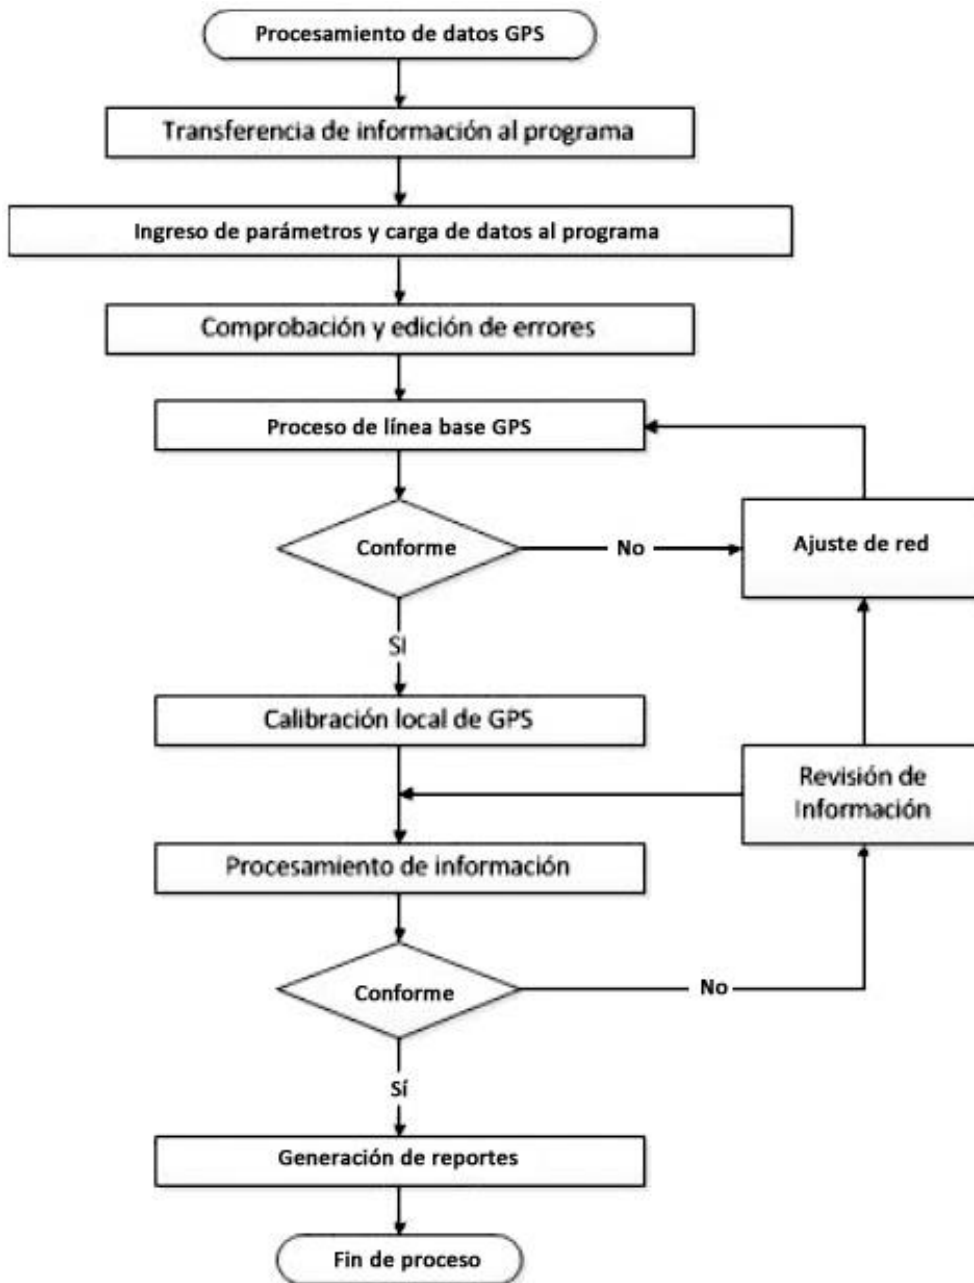 Procesamiento de datos GPS
Transferencia de información al programa
Ingreso de parámetros y carga de datos al programa
Comprobación y edición de errores
Proceso de línea base GPS
Conforme
No
Ajuste de red
SI
Calibración local de GPS
Revisión de
Información
Procesamiento de información
Conforme
No
Sí
Generación de reportes
Fin de proceso